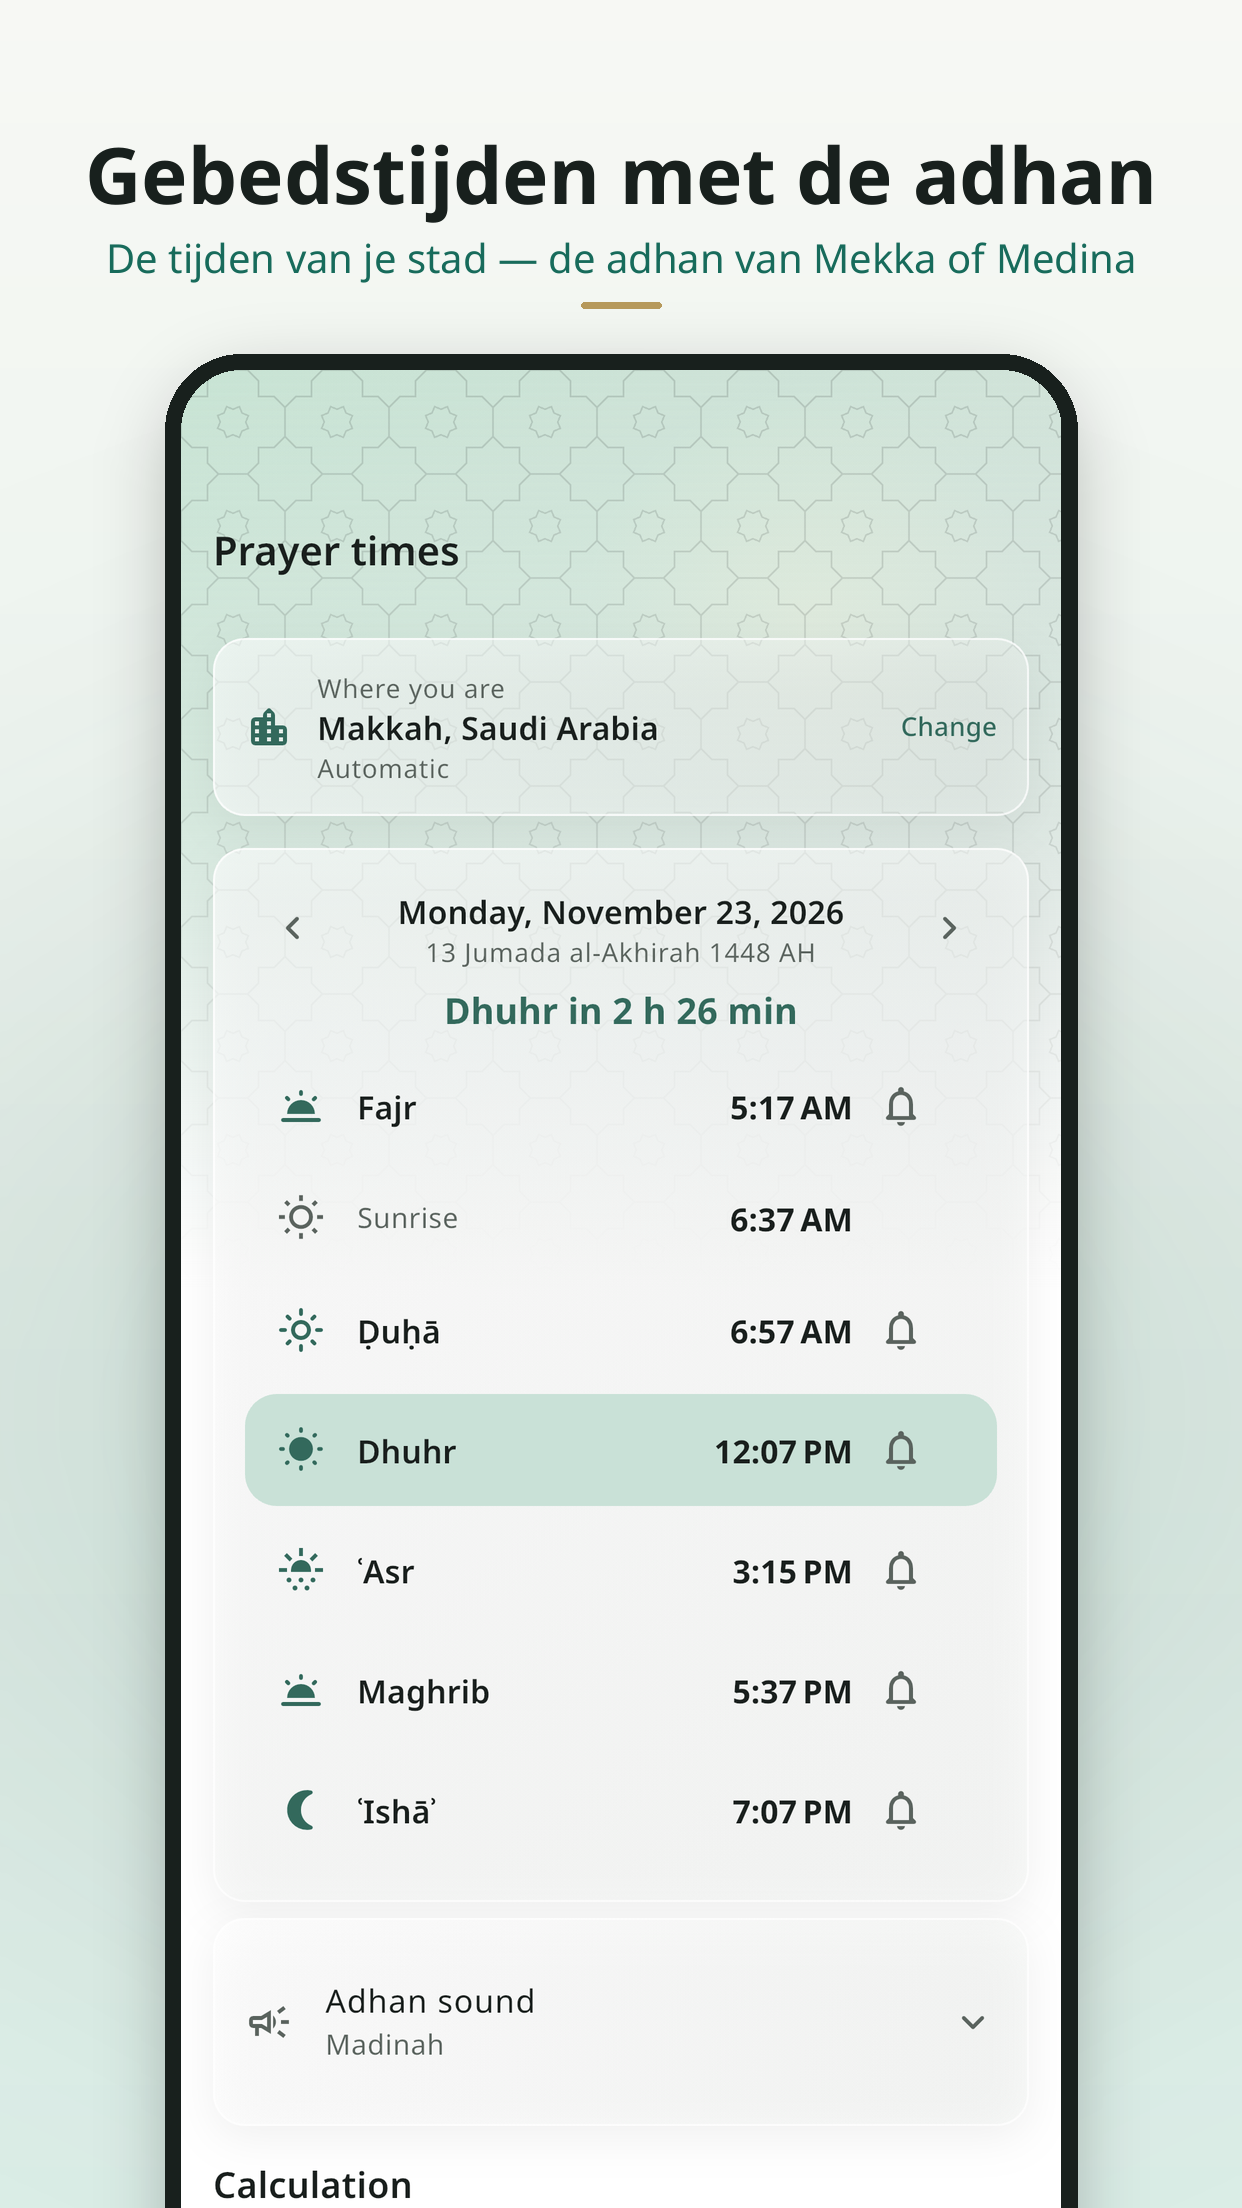 Gebedstijden met de adhan
De tijden van je stad — de adhan van Mekka of Medina
Prayer times
Where you are
Makkah, Saudi Arabia
Automatic
Change
Monday, November 23, 2026
13 Jumada al-Akhirah 1448 AH
Dhuhr in 2 h 26 min
Fajr 5:17 AM
Sunrise 6:37 AM
Ḍuḥā 6:57 AM
Dhuhr 12:07 PM
ʿAsr 3:15 PM
Maghrib 5:37 PM
ʿIshāʾ 7:07 PM
Adhan sound
Madinah
Calculation